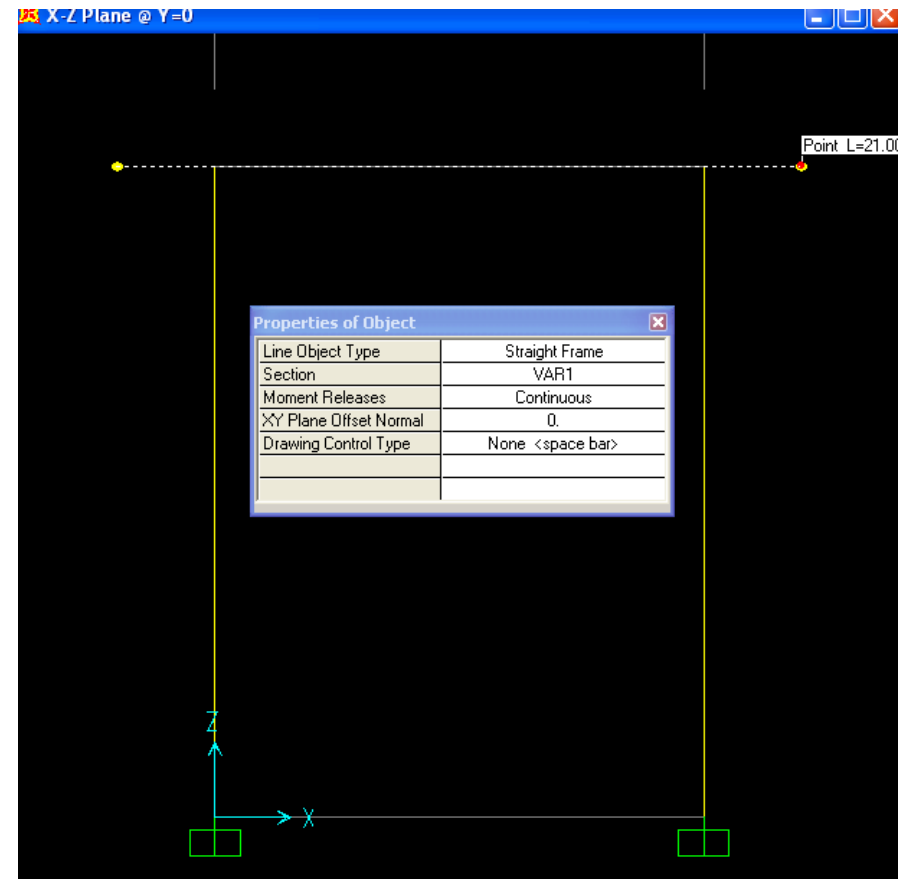 X-Z Plane @ Y=0
Point L=21.00
Properties of Object
Line Object Type Straight Frame
Section VAR1
Moment Releases Continuous
XY Plane Offset Normal 0.
Drawing Control Type None <space bar>
Z
X